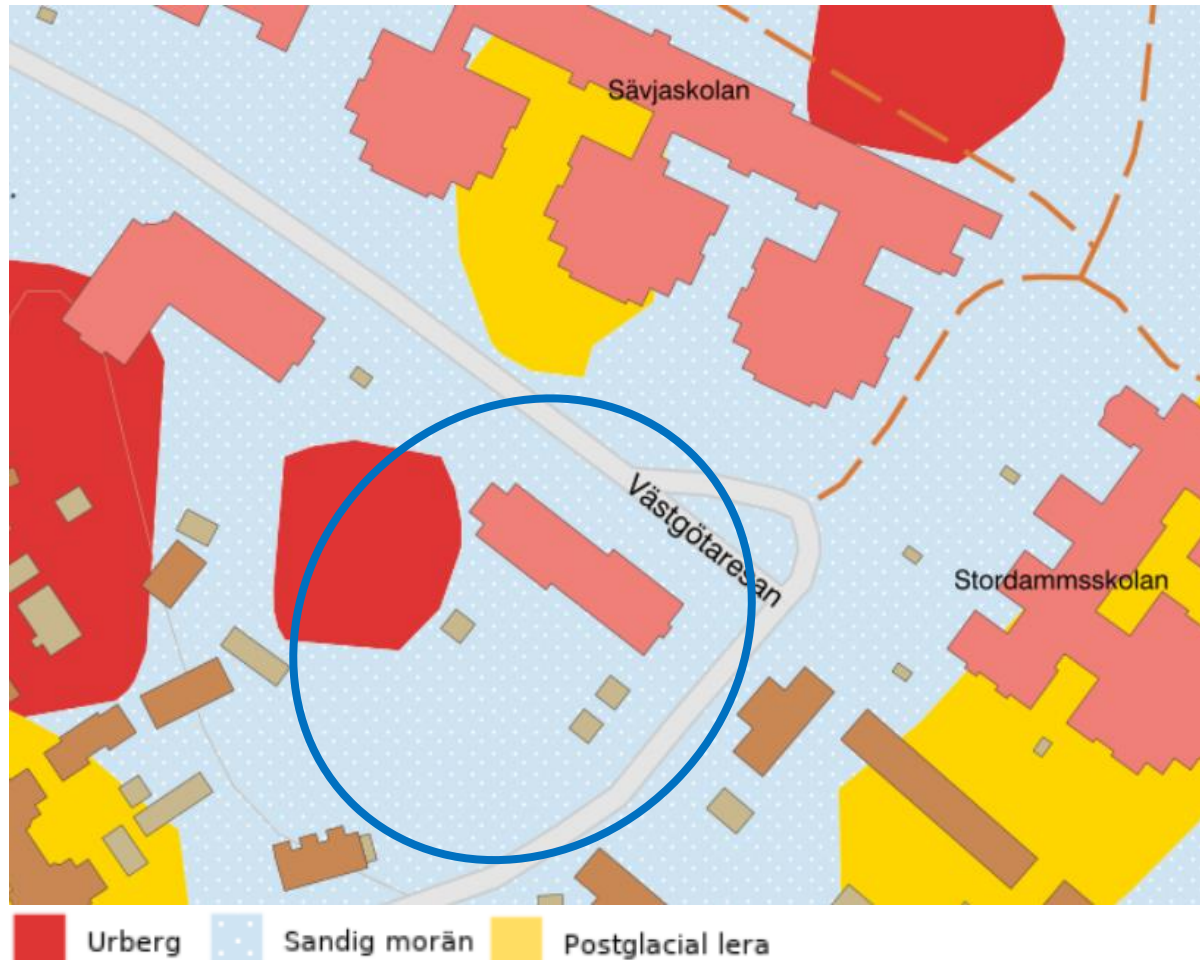 Sävjaskolan
Västgötaresan
Stordammsskolan
Urberg
Sandig morän
Postglacial lera